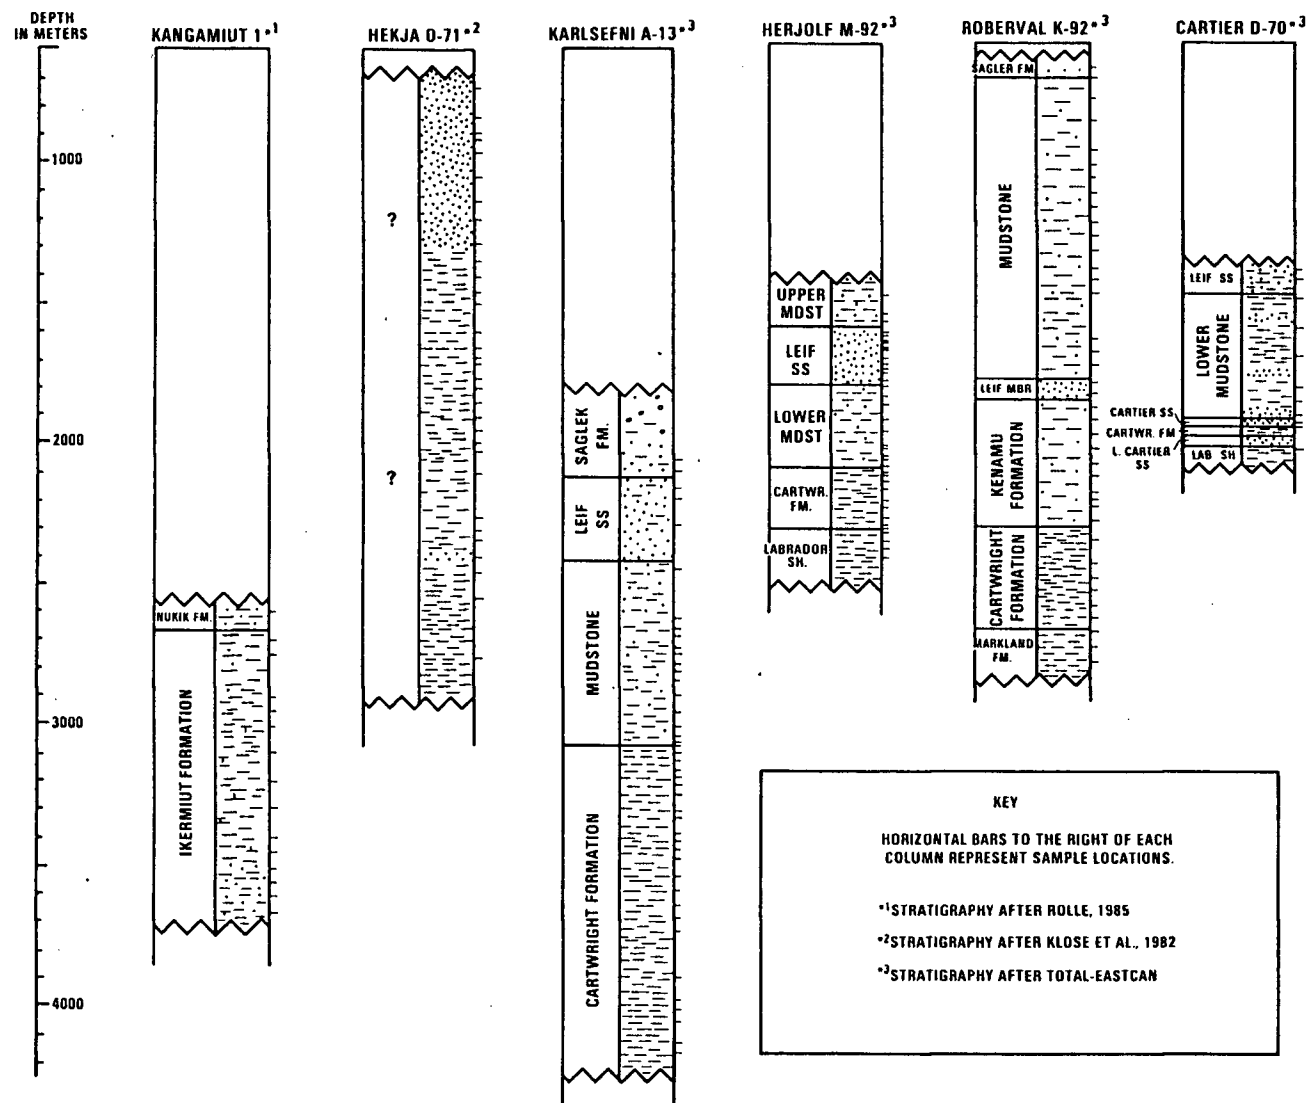 DEPTH
IN METERS
1000
2000
3000
4000
KANGAMIUT 1*1
NUKIK FM.
IKERMIUT FORMATION
HEKJA O-71*2
?
?
KARLSEFNI A-13*3
SAGLEK
FM.
LEIF
SS
MUDSTONE
CARTWRIGHT FORMATION
HERJOLF M-92*3
UPPER
MDST
LEIF
SS
LOWER
MDST
CARTWR.
FM.
LABRADOR
SH.
ROBERVAL K-92*3
SAGLER FM
MUDSTONE
LEIF MBR
KENAMU
FORMATION
CARTWRIGHT
FORMATION
MARKLAND
FM.
CARTIER D-70*3
LEIF SS
LOWER
MUDSTONE
CARTIER SS
CARTWR. FM
L. CARTIER
SS
LAB SH
KEY
HORIZONTAL BARS TO THE RIGHT OF EACH
COLUMN REPRESENT SAMPLE LOCATIONS.
*1STRATIGRAPHY AFTER ROLLE, 1985
*2STRATIGRAPHY AFTER KLOSE ET AL., 1982
*3STRATIGRAPHY AFTER TOTAL-EASTCAN